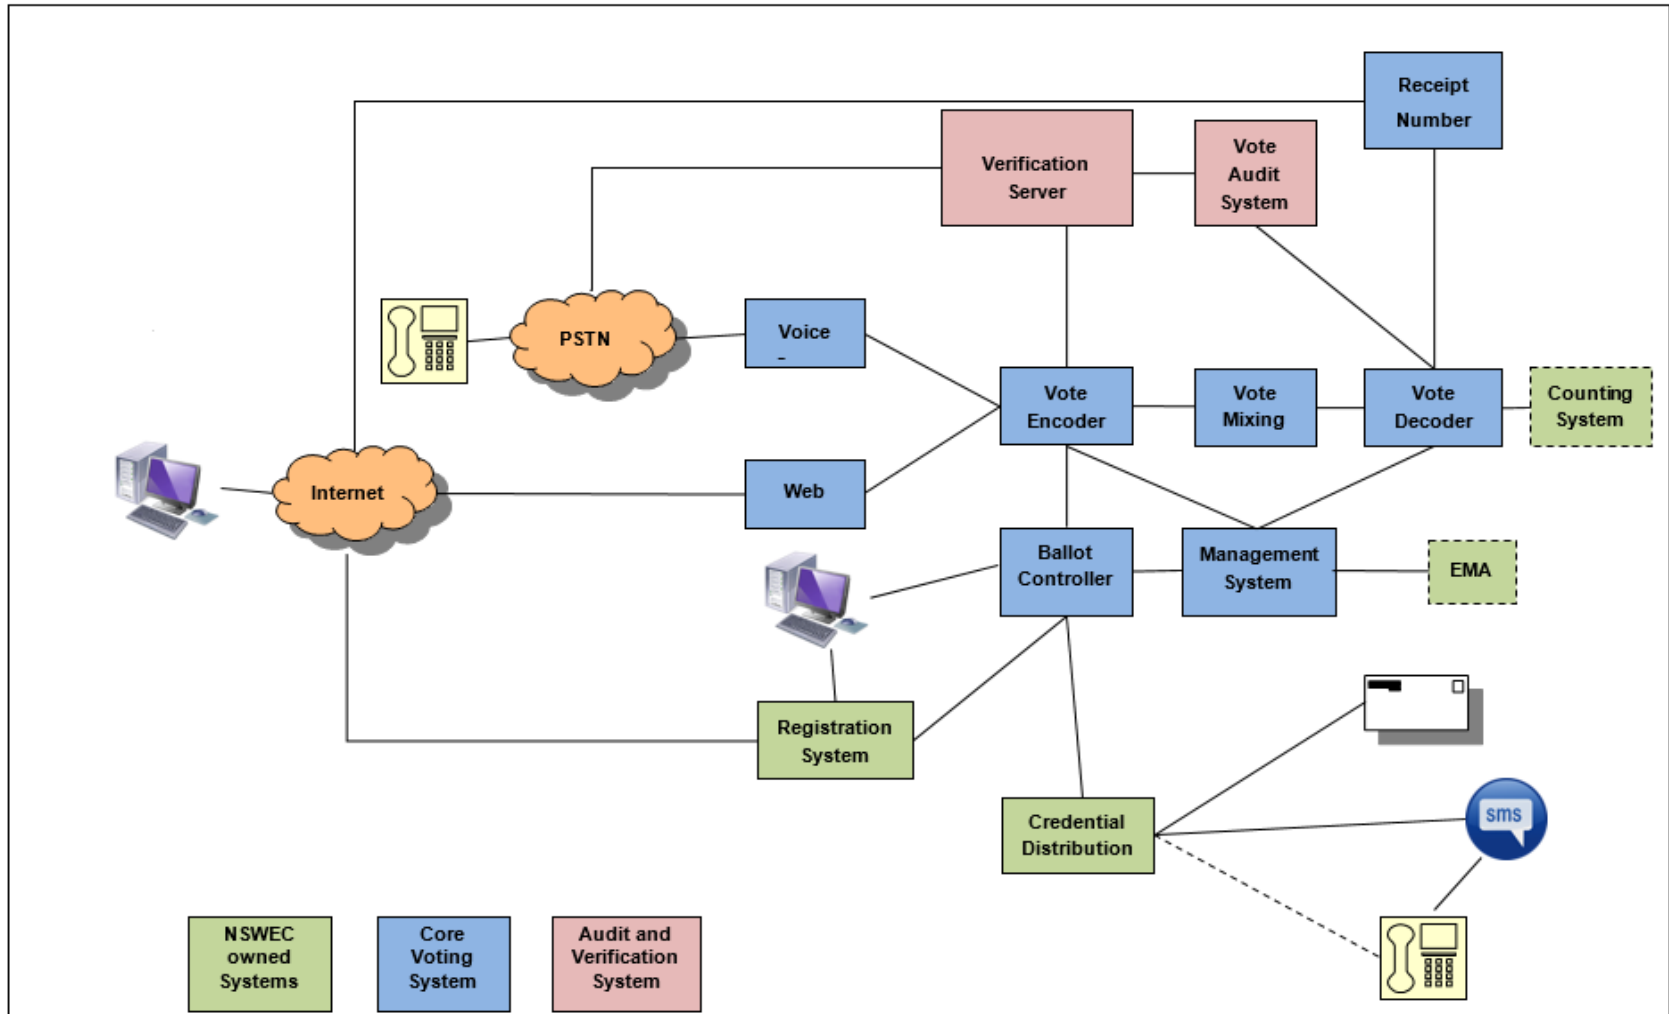 Receipt
Number
Verification
Server
Vote
Audit
System
PSTN
Voice
-
Vote
Encoder
Vote
Mixing
Vote
Decoder
Counting
System
Internet
Web
Ballot
Controller
Management
System
EMA
Registration
System
Credential
Distribution
sms
NSWEC
owned
Systems
Core
Voting
System
Audit and
Verification
System